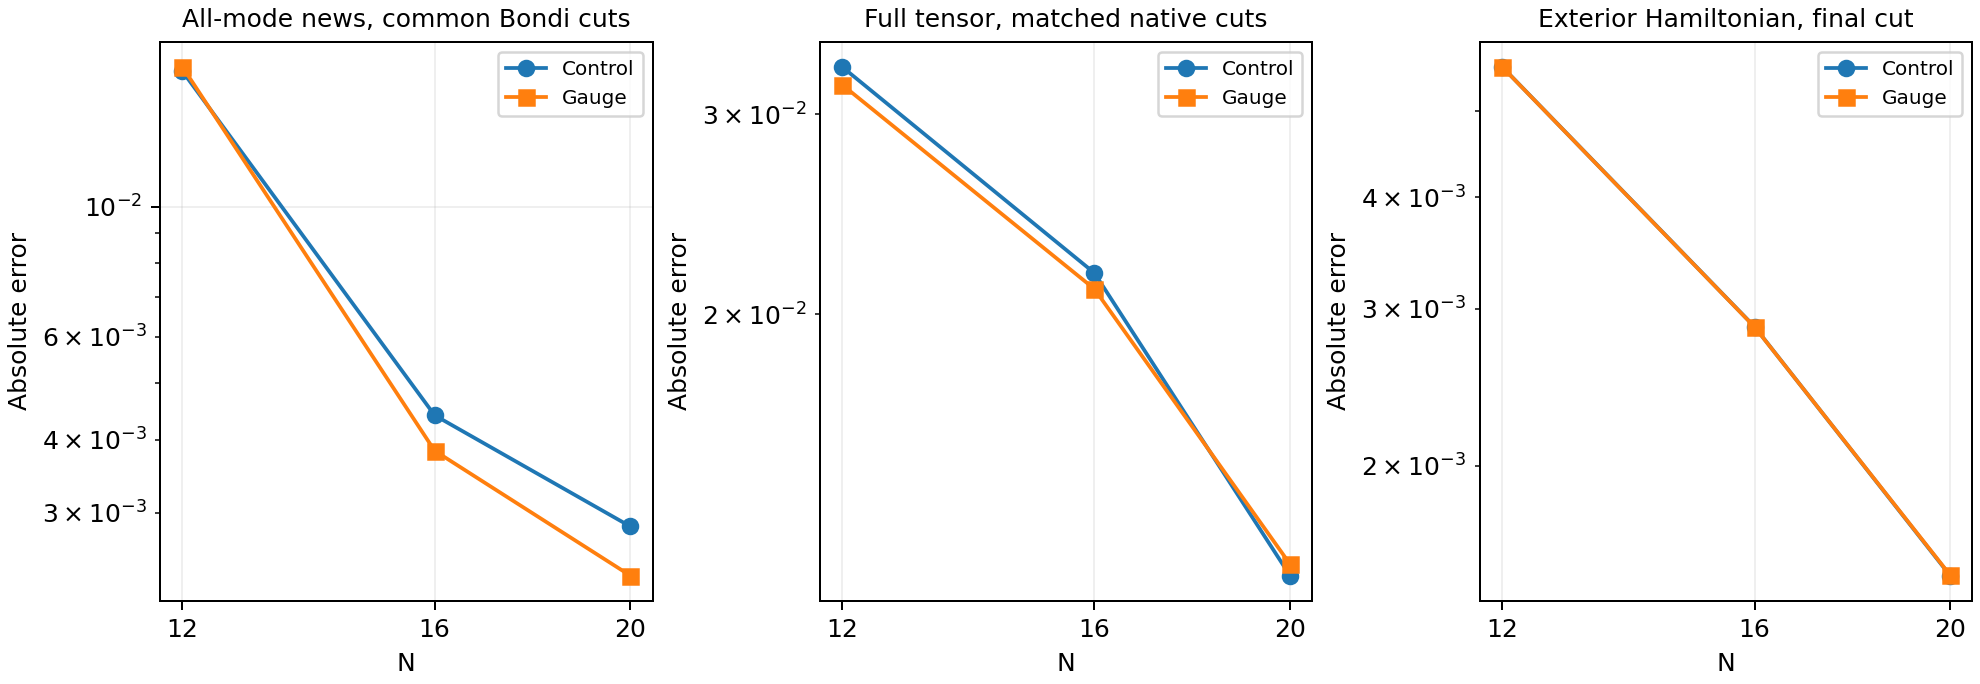 All-mode news, common Bondi cuts
Control
Gauge
10⁻²
6 × 10⁻³
4 × 10⁻³
3 × 10⁻³
Absolute error
12 16 20
N
Full tensor, matched native cuts
Control
Gauge
3 × 10⁻²
2 × 10⁻²
Absolute error
12 16 20
N
Exterior Hamiltonian, final cut
Control
Gauge
4 × 10⁻³
3 × 10⁻³
2 × 10⁻³
Absolute error
12 16 20
N